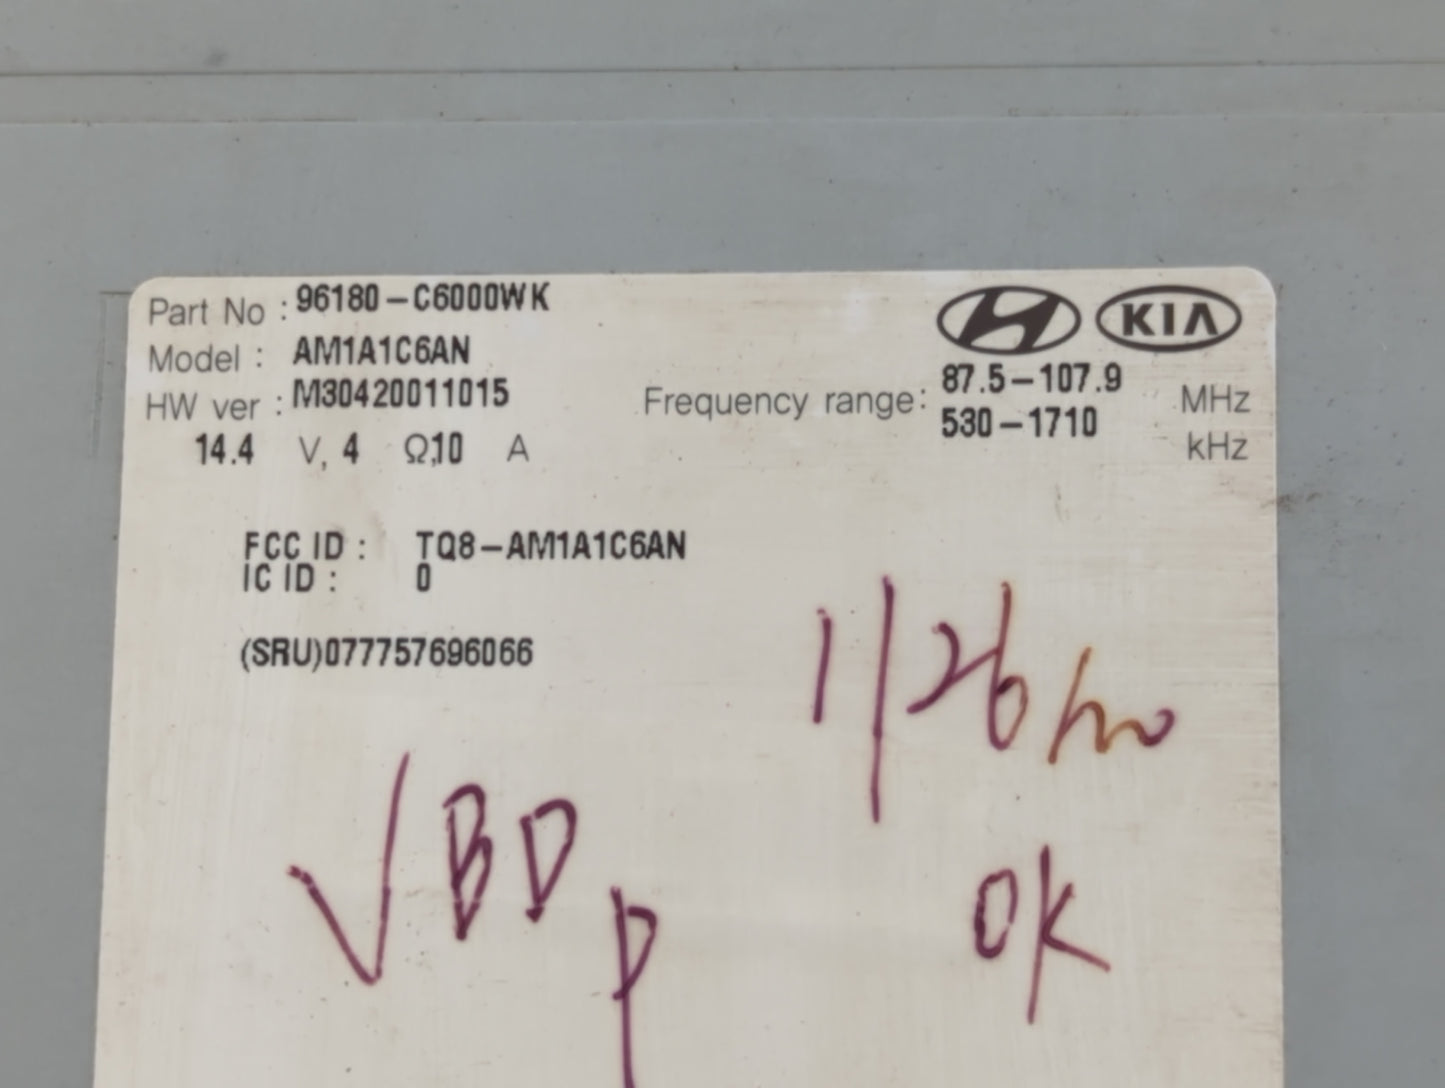 Part No : 96180-C6000WK
KIA
Model : AM1A1C6AN
HW ver : M30420011015
Frequency range: 87.5-107.9 MHz
530-1710 kHz
14.4 V, 4 Ω,10 A
FCC ID : TQ8-AM1A1C6AN
IC ID : 0
(SRU)077757696066
1/26
VBD
P
OK